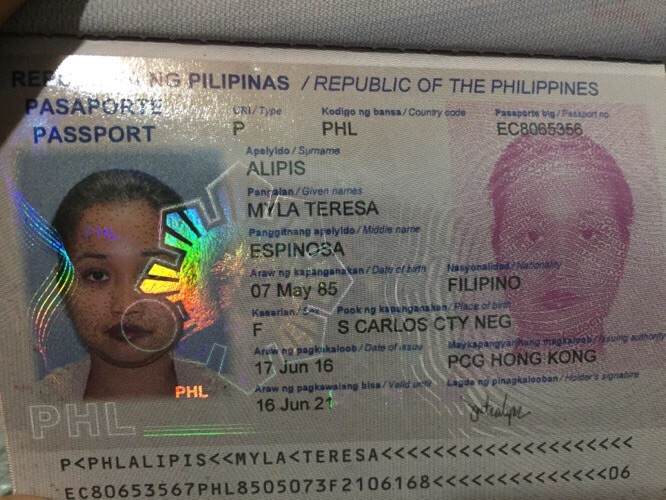 REPUBLIKA NG PILIPINAS / REPUBLIC OF THE PHILIPPINES
PASAPORTE
PASSPORT
URI/ Type Kodigo ng bansa / Country code Pasaporte blg / Passport no.
P PHL EC8065356
Apelyido / Surname
ALIPIS
Pangalan / Given names
MYLA TERESA
Panggitnang apelyido / Middle name
ESPINOSA
Araw ng kapanganakan / Date of birth Nasyonalidad / Nationality
07 May 85 FILIPINO
Kasarian / Sex Pook ng kapanganakan / Place of birth
F S CARLOS CTY NEG
Araw ng pagkakaloob / Date of issue Maykapangyarihang magkaloob / Issuing authority
17 Jun 16 PCG HONG KONG
Araw ng pagkawalang bisa / Valid until Lagda ng pinagkalooban / Holder's signature
16 Jun 21
PHL
PHL
PHL
P<PHLALIPIS<<MYLA<TERESA<<<<<<<<<<<<<<<<<<<<
EC80653567PHL8505073F2106168<<<<<<<<<<<<<<06